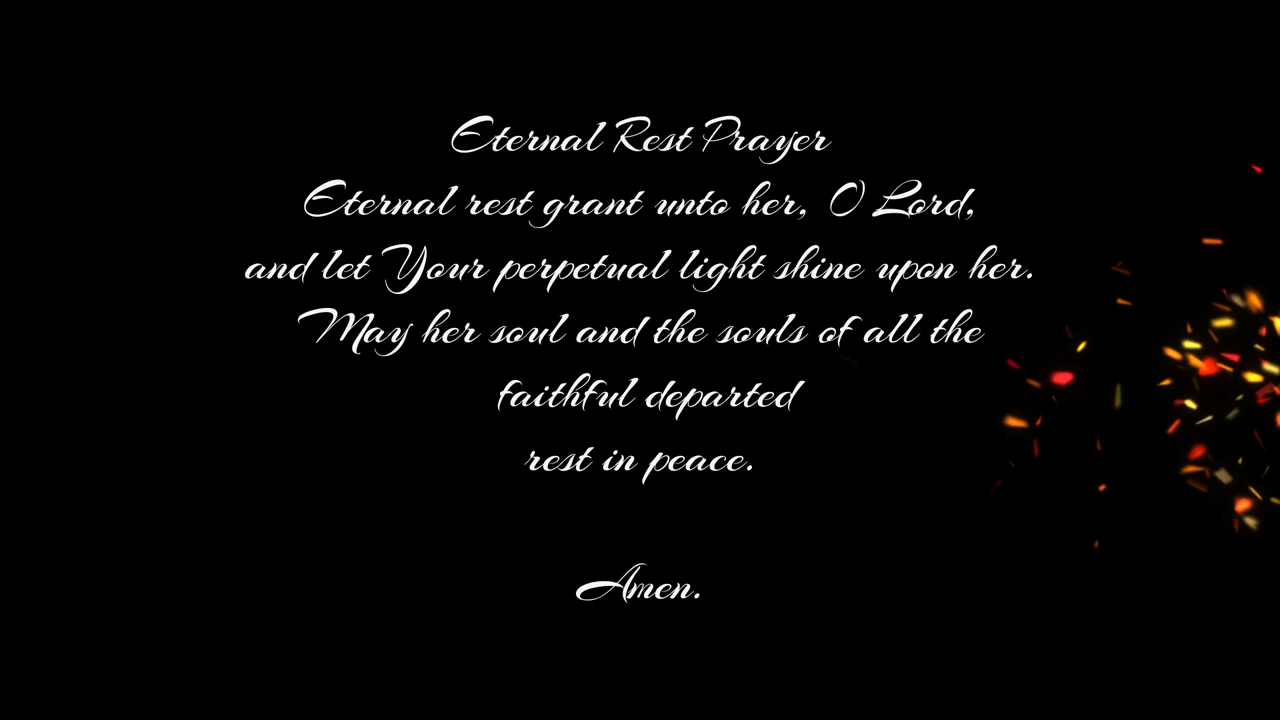 Eternal Rest Prayer
Eternal rest grant unto her, O Lord,
and let Your perpetual light shine upon her.
May her soul and the souls of all the
faithful departed
rest in peace.
Amen.